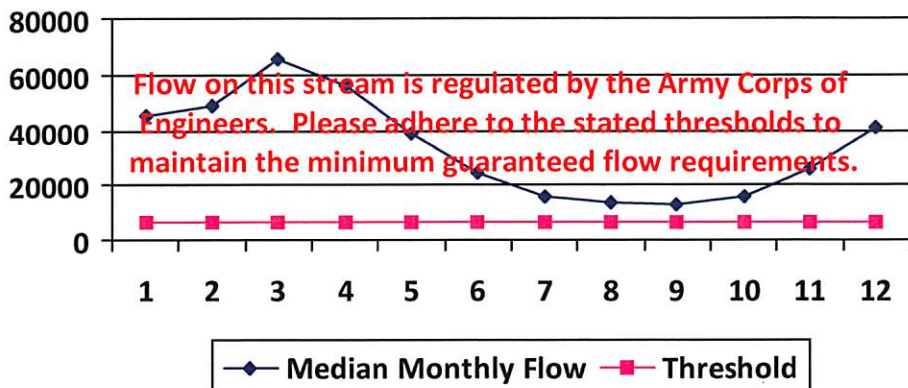 80000
60000
40000
20000
0
Flow on this stream is regulated by the Army Corps of
Engineers. Please adhere to the stated thresholds to
maintain the minimum guaranteed flow requirements.
1 2 3 4 5 6 7 8 9 10 11 12
Median Monthly Flow Threshold